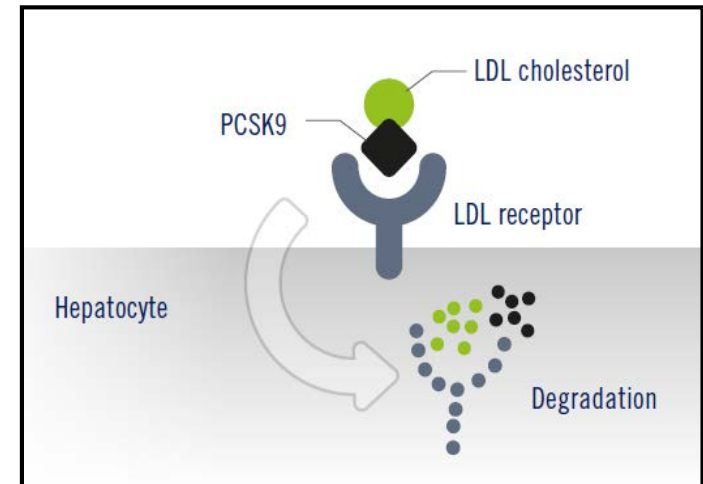 LDL cholesterol
PCSK9
LDL receptor
Hepatocyte
Degradation